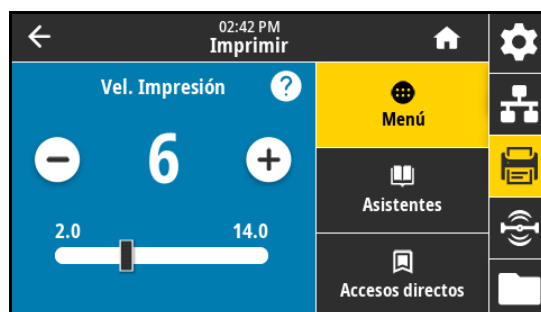 02:42 PM
Imprimir
Vel. Impresión ?
6
2.0 14.0
Menú
Asistentes
Accesos directos